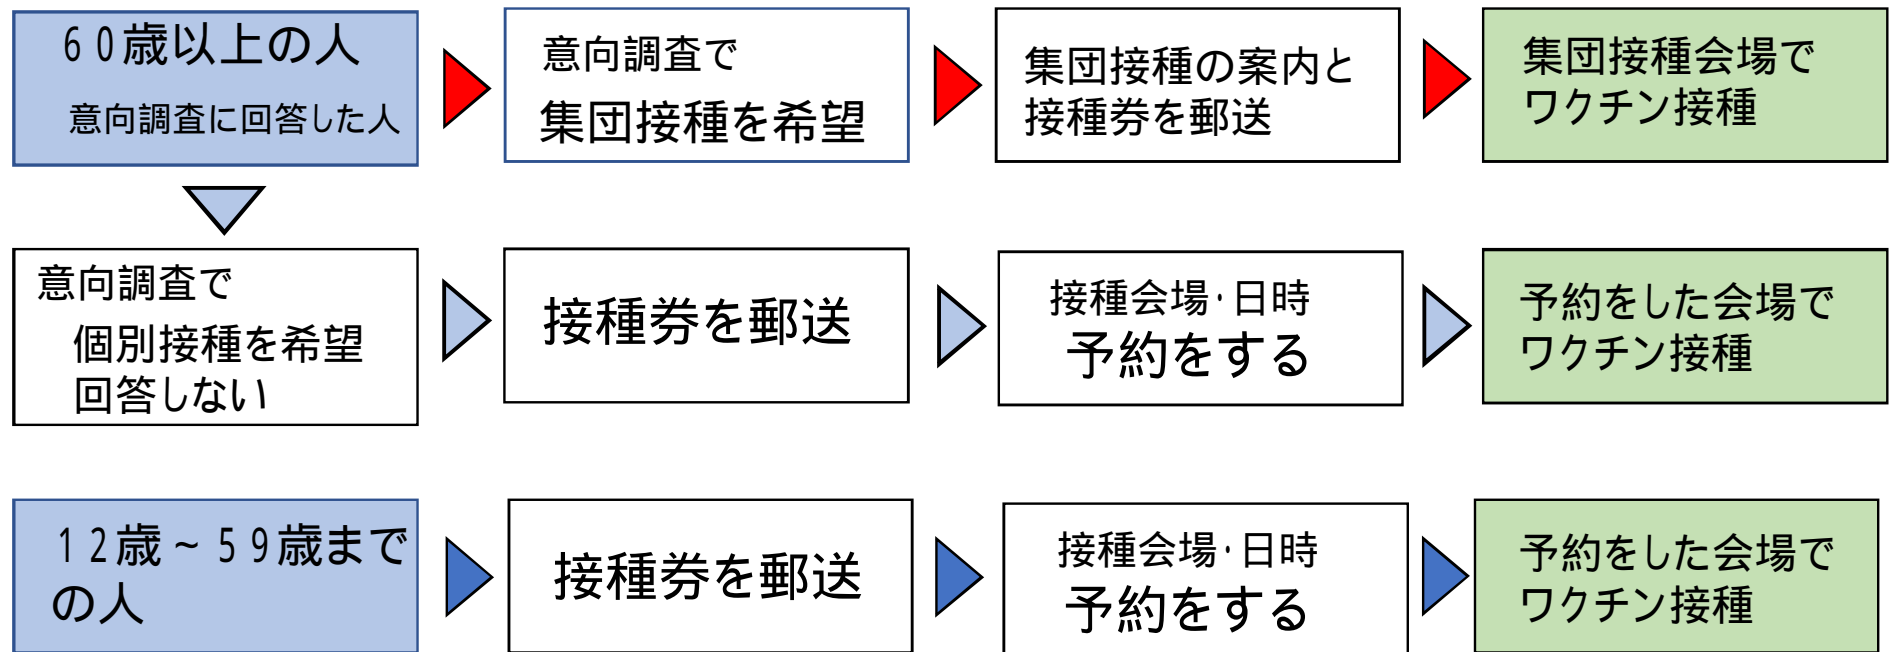 60歳以上の人
意向調査に回答した人
意向調査で
集団接種を希望
集団接種の案内と
接種券を郵送
集団接種会場で
ワクチン接種
意向調査で
個別接種を希望
回答しない
接種券を郵送
接種会場・日時
予約をする
予約をした会場で
ワクチン接種
12歳~59歳まで
の人
接種券を郵送
接種会場・日時
予約をする
予約をした会場で
ワクチン接種